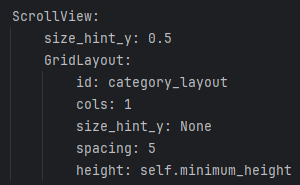 ScrollView:
    size_hint_y: 0.5
    GridLayout:
        id: category_layout
        cols: 1
        size_hint_y: None
        spacing: 5
        height: self.minimum_height